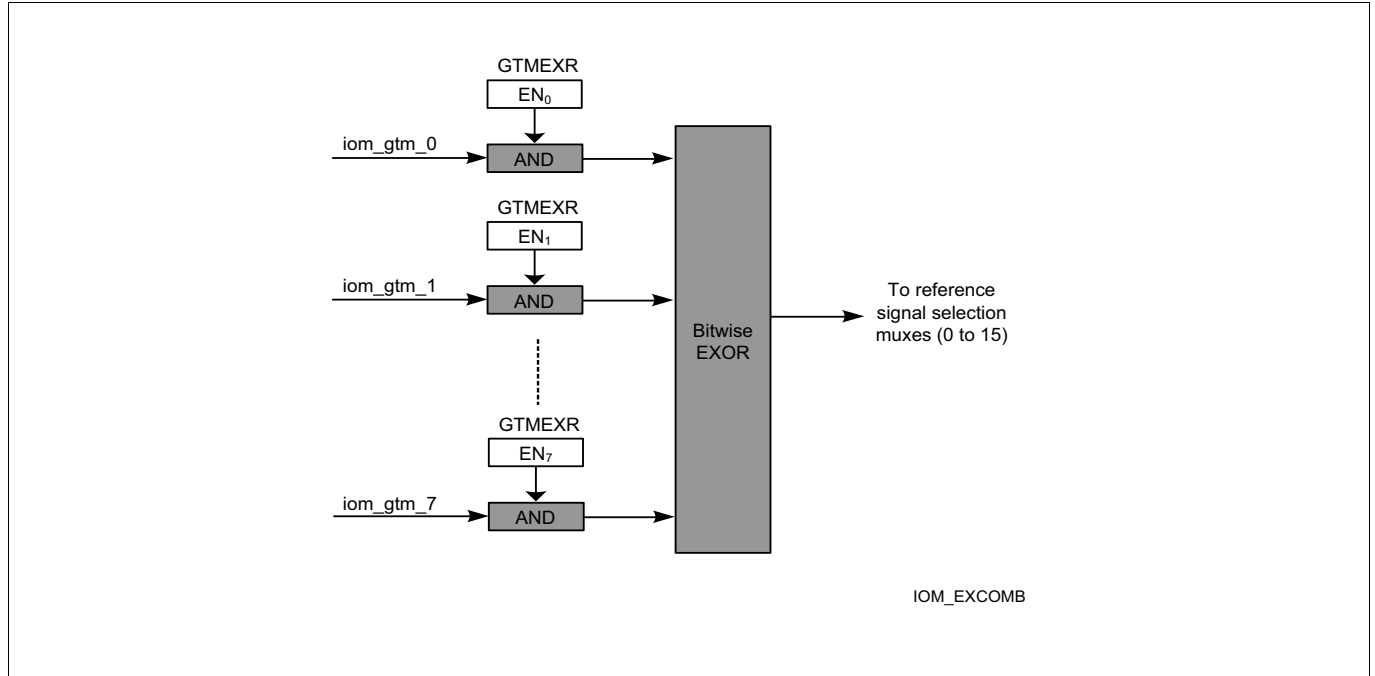 GTMEXR
EN₀
iom_gtm_0
AND
GTMEXR
EN₁
iom_gtm_1
AND
To reference
signal selection
muxes (0 to 15)
Bitwise
EXOR
GTMEXR
EN₇
iom_gtm_7
AND
IOM_EXCOMB